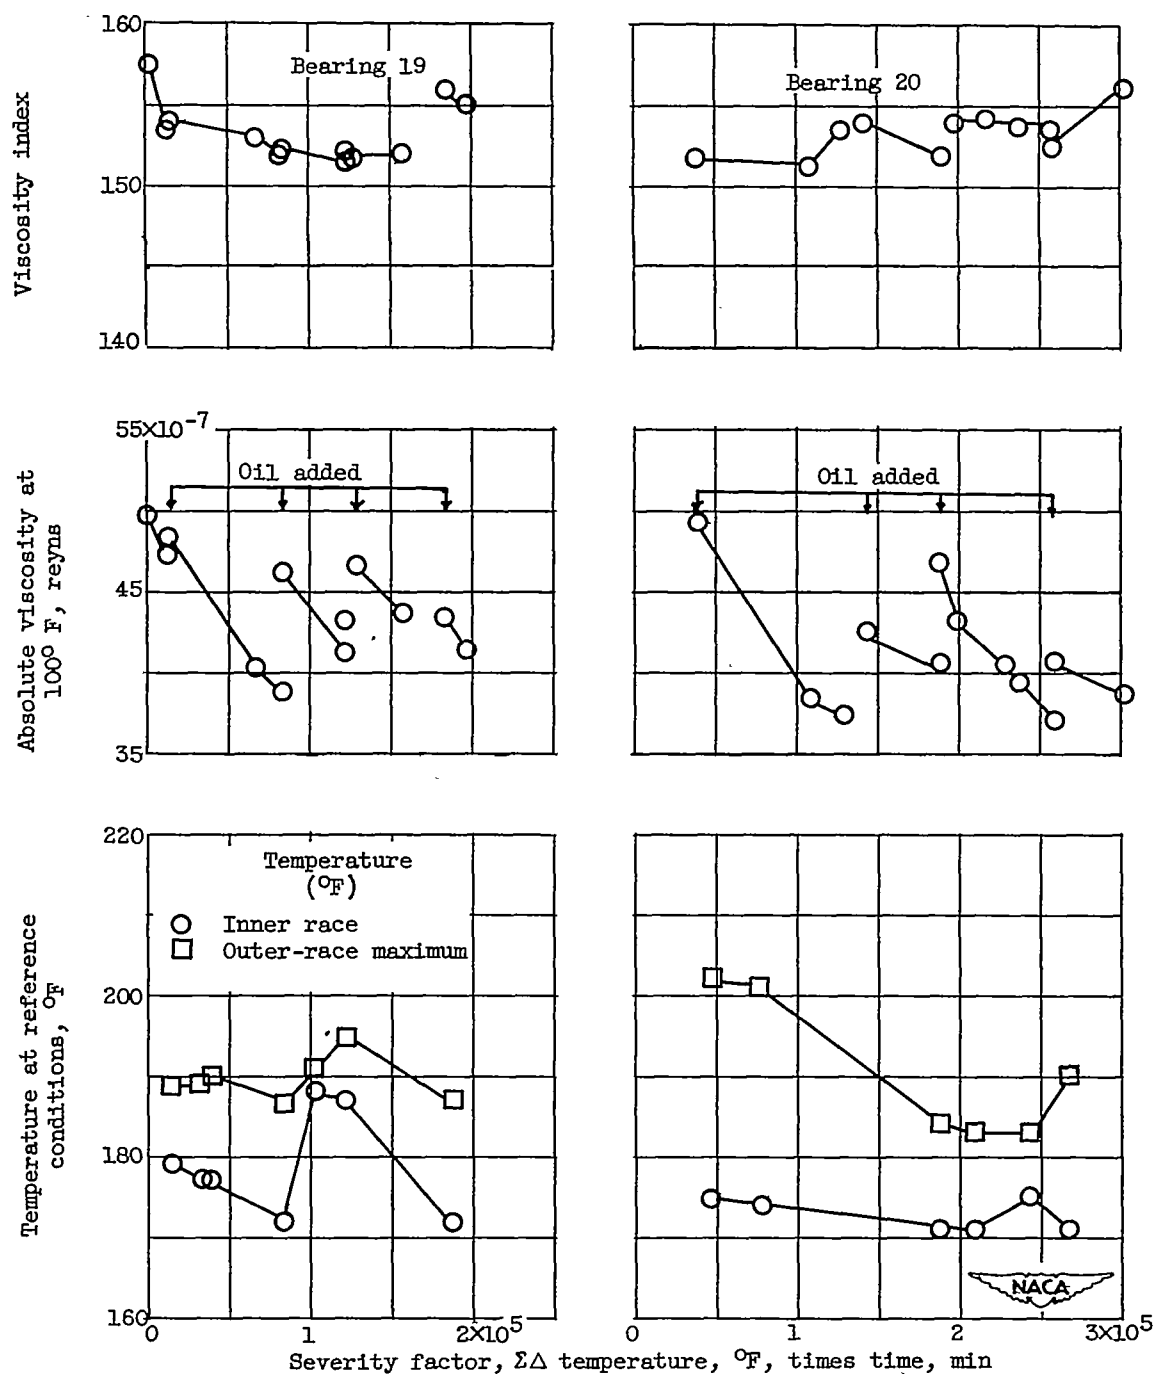 160
150
140
Viscosity index
Bearing 19
Bearing 20
55×10-7
45
35
Absolute viscosity at
100° F, reyns
Oil added
Oil added
220
200
180
160
Temperature at reference
conditions, °F
Temperature
(°F)
Inner race
Outer-race maximum
NACA
0 1 2×10⁵
0 1 2 3×10⁵
Severity factor, ΣΔ temperature, °F, times time, min